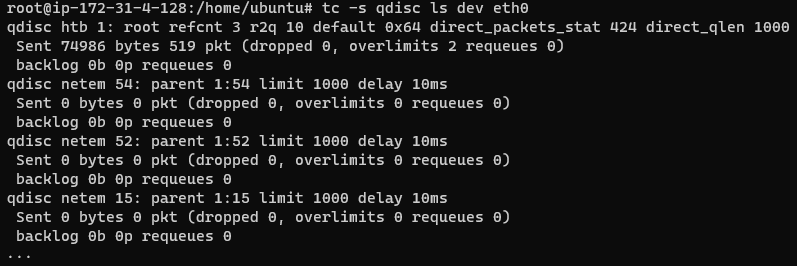 root@ip-172-31-4-128:/home/ubuntu# tc -s qdisc ls dev eth0
qdisc htb 1: root refcnt 3 r2q 10 default 0x64 direct_packets_stat 424 direct_qlen 1000
 Sent 74986 bytes 519 pkt (dropped 0, overlimits 2 requeues 0)
 backlog 0b 0p requeues 0
qdisc netem 54: parent 1:54 limit 1000 delay 10ms
 Sent 0 bytes 0 pkt (dropped 0, overlimits 0 requeues 0)
 backlog 0b 0p requeues 0
qdisc netem 52: parent 1:52 limit 1000 delay 10ms
 Sent 0 bytes 0 pkt (dropped 0, overlimits 0 requeues 0)
 backlog 0b 0p requeues 0
qdisc netem 15: parent 1:15 limit 1000 delay 10ms
 Sent 0 bytes 0 pkt (dropped 0, overlimits 0 requeues 0)
 backlog 0b 0p requeues 0
...